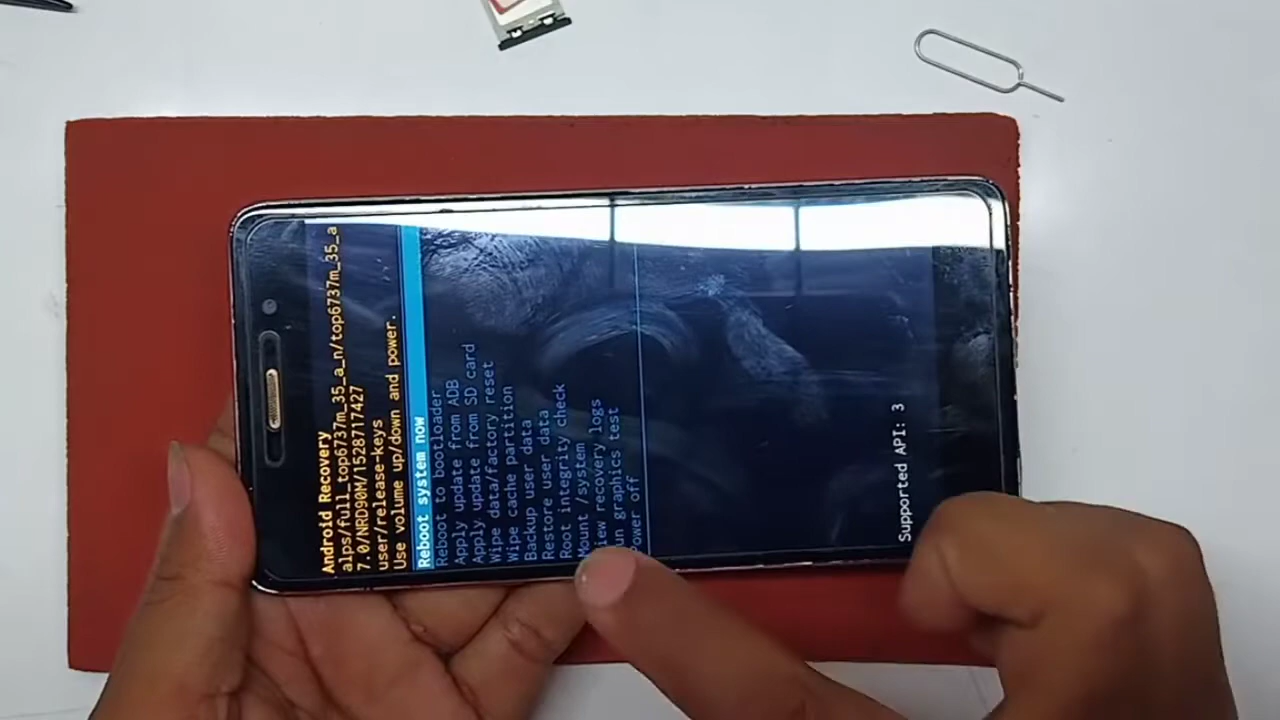 Android Recovery
alps/full_top6737m_35_a_n/top6737m_35_a
7.0/NRD90M/1528717427
user/release-keys
Use volume up/down and power.
Reboot system now
Reboot to bootloader
Apply update from ADB
Apply update from SD card
Wipe data/factory reset
Wipe cache partition
Backup user data
Restore user data
Root integrity check
Mount /system
View recovery logs
Run graphics test
Power off
Supported API: 3